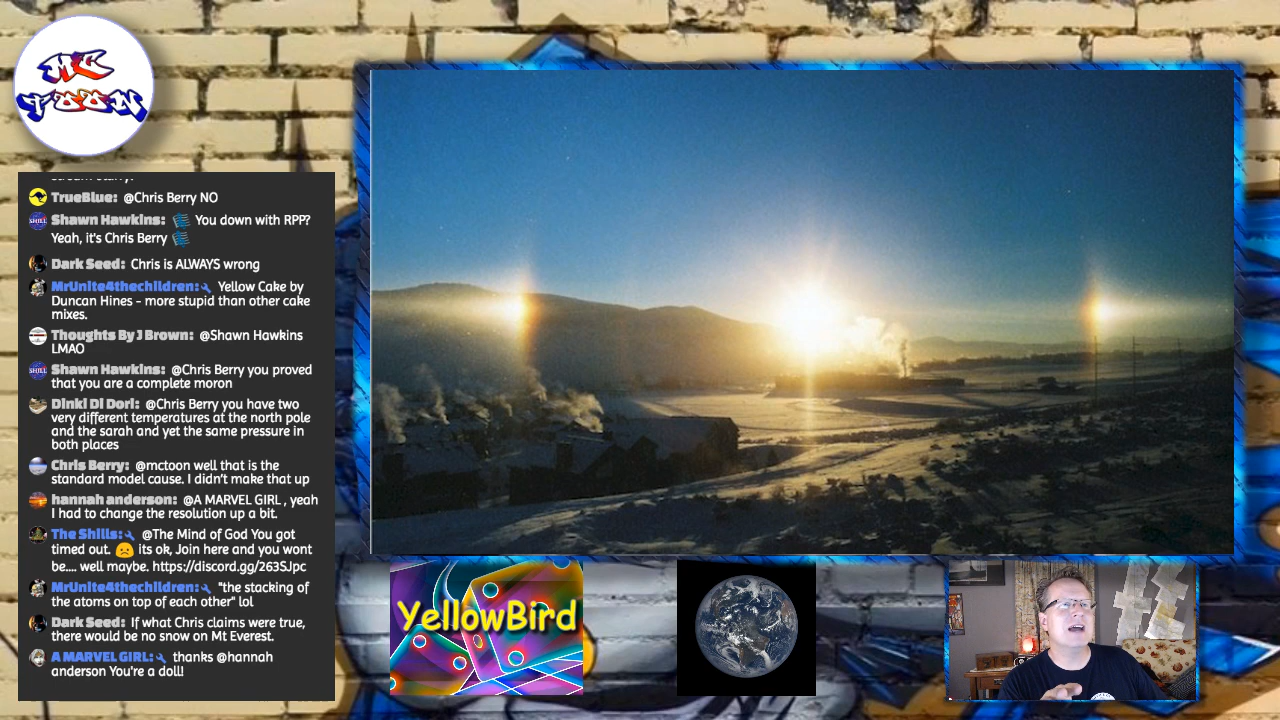 MC
TOON
TrueBlue: @Chris Berry NO
Shawn Hawkins: You down with RPP?
Yeah, it's Chris Berry
Dark Seed: Chris is ALWAYS wrong
MrUnite4thechildren: Yellow Cake by
Duncan Hines - more stupid than other cake
mixes.
Thoughts By J Brown: @Shawn Hawkins
LMAO
Shawn Hawkins: @Chris Berry you proved
that you are a complete moron
Dinki Di Dori: @Chris Berry you have two
very different temperatures at the north pole
and the sarah and yet the same pressure in
both places
Chris Berry: @mctoon well that is the
standard model cause. I didn't make that up
hannah anderson: @A MARVEL GIRL , yeah
I had to change the resolution up a bit.
The Shills: @The Mind of God You got
timed out. its ok, Join here and you wont
be.... well maybe. https://discord.gg/263SJpc
MrUnite4thechildren: "the stacking of
the atoms on top of each other" lol
Dark Seed: If what Chris claims were true,
there would be no snow on Mt Everest.
A MARVEL GIRL: thanks @hannah
anderson You're a doll!
YellowBird